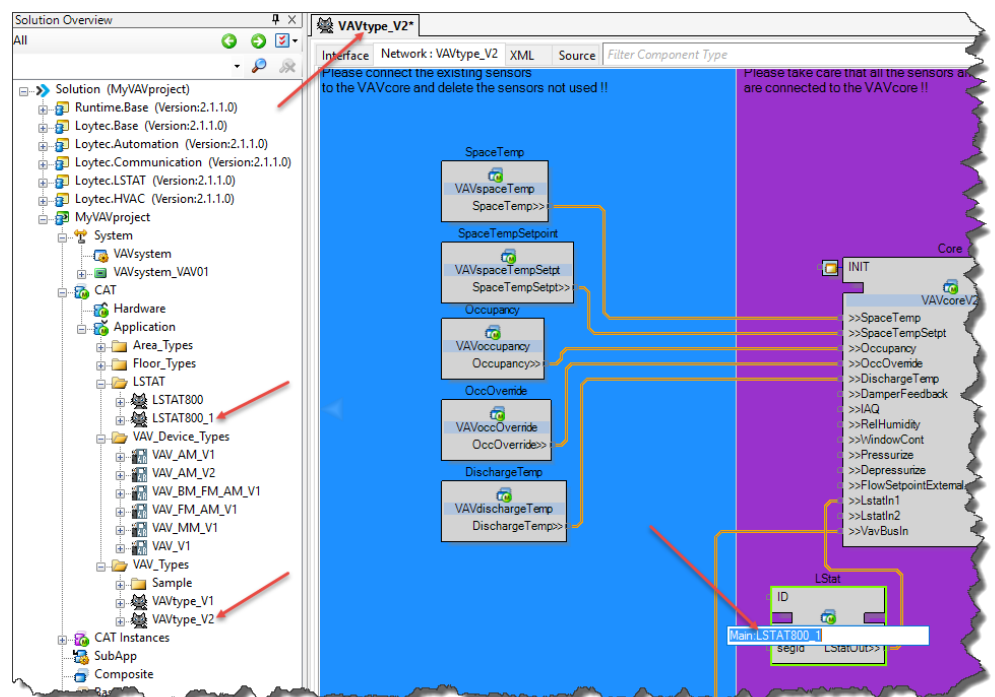 Solution Overview
All
Solution (MyVAVproject)
Runtime.Base (Version:2.1.1.0)
Loytec.Base (Version:2.1.1.0)
Loytec.Automation (Version:2.1.1.0)
Loytec.Communication (Version:2.1.1.0)
Loytec.LSTAT (Version:2.1.1.0)
Loytec.HVAC (Version:2.1.1.0)
MyVAVproject
System
VAVsystem
VAVsystem_VAV01
CAT
Hardware
Application
Area_Types
Floor_Types
LSTAT
LSTAT800
LSTAT800_1
VAV_Device_Types
VAV_AM_V1
VAV_AM_V2
VAV_BM_FM_AM_V1
VAV_FM_AM_V1
VAV_MM_V1
VAV_V1
VAV_Types
Sample
VAVtype_V1
VAVtype_V2
CAT Instances
SubApp
Composite
VAVtype_V2*
Interface Network : VAVtype_V2 XML Source Filter Component Type
Please connect the existing sensors
to the VAVcore and delete the sensors not used !!
SpaceTemp
VAVspaceTemp
SpaceTemp>>
SpaceTempSetpoint
VAVspaceTempSetpt
SpaceTempSetpt>>
Occupancy
VAVoccupancy
Occupancy>>
OccOverride
VAVoccOverride
OccOverride>>
DischargeTemp
VAVdischargeTemp
DischargeTemp>>
Please take care that all the sensors
are connected to the VAVcore !!
Core
INIT
VAVcoreV2
>>SpaceTemp
>>SpaceTempSetpt
>>Occupancy
>>OccOverride
>>DischargeTemp
>>DamperFeedback
>>IAQ
>>RelHumidity
>>WindowCont
>>Pressurize
>>Depressurize
>>FlowSetpointExternal
>>LstatIn1
>>LstatIn2
>>VavBusIn
LStat
ID
Main:LSTAT800_1
segId LStatOut>>